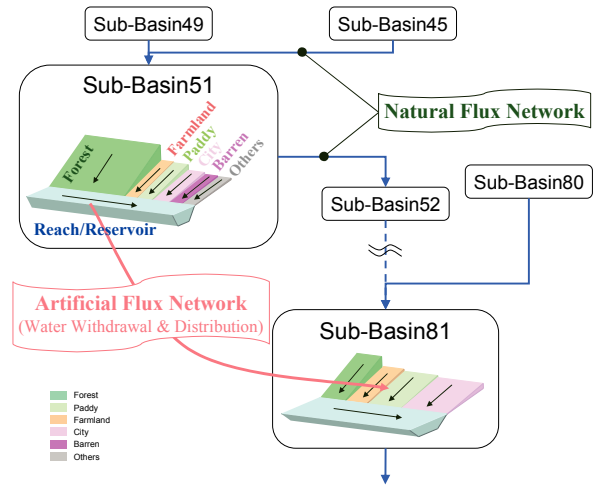 Sub-Basin49
Sub-Basin45
Sub-Basin51
Natural Flux Network
Forest
Farmland
Paddy
City
Barren
Others
Reach/Reservoir
Sub-Basin52
Sub-Basin80
Artificial Flux Network
(Water Withdrawal & Distribution)
Sub-Basin81
Forest
Paddy
Farmland
City
Barren
Others